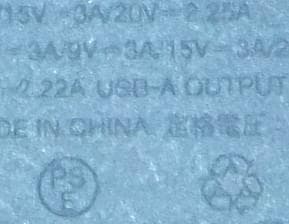 /15V⎓3A/20V⎓2.25A
⎓3A/9V⎓3A/15V⎓3A/2
2.22A USB-A OUTPUT
DE IN CHINA 定格電圧
PS
E